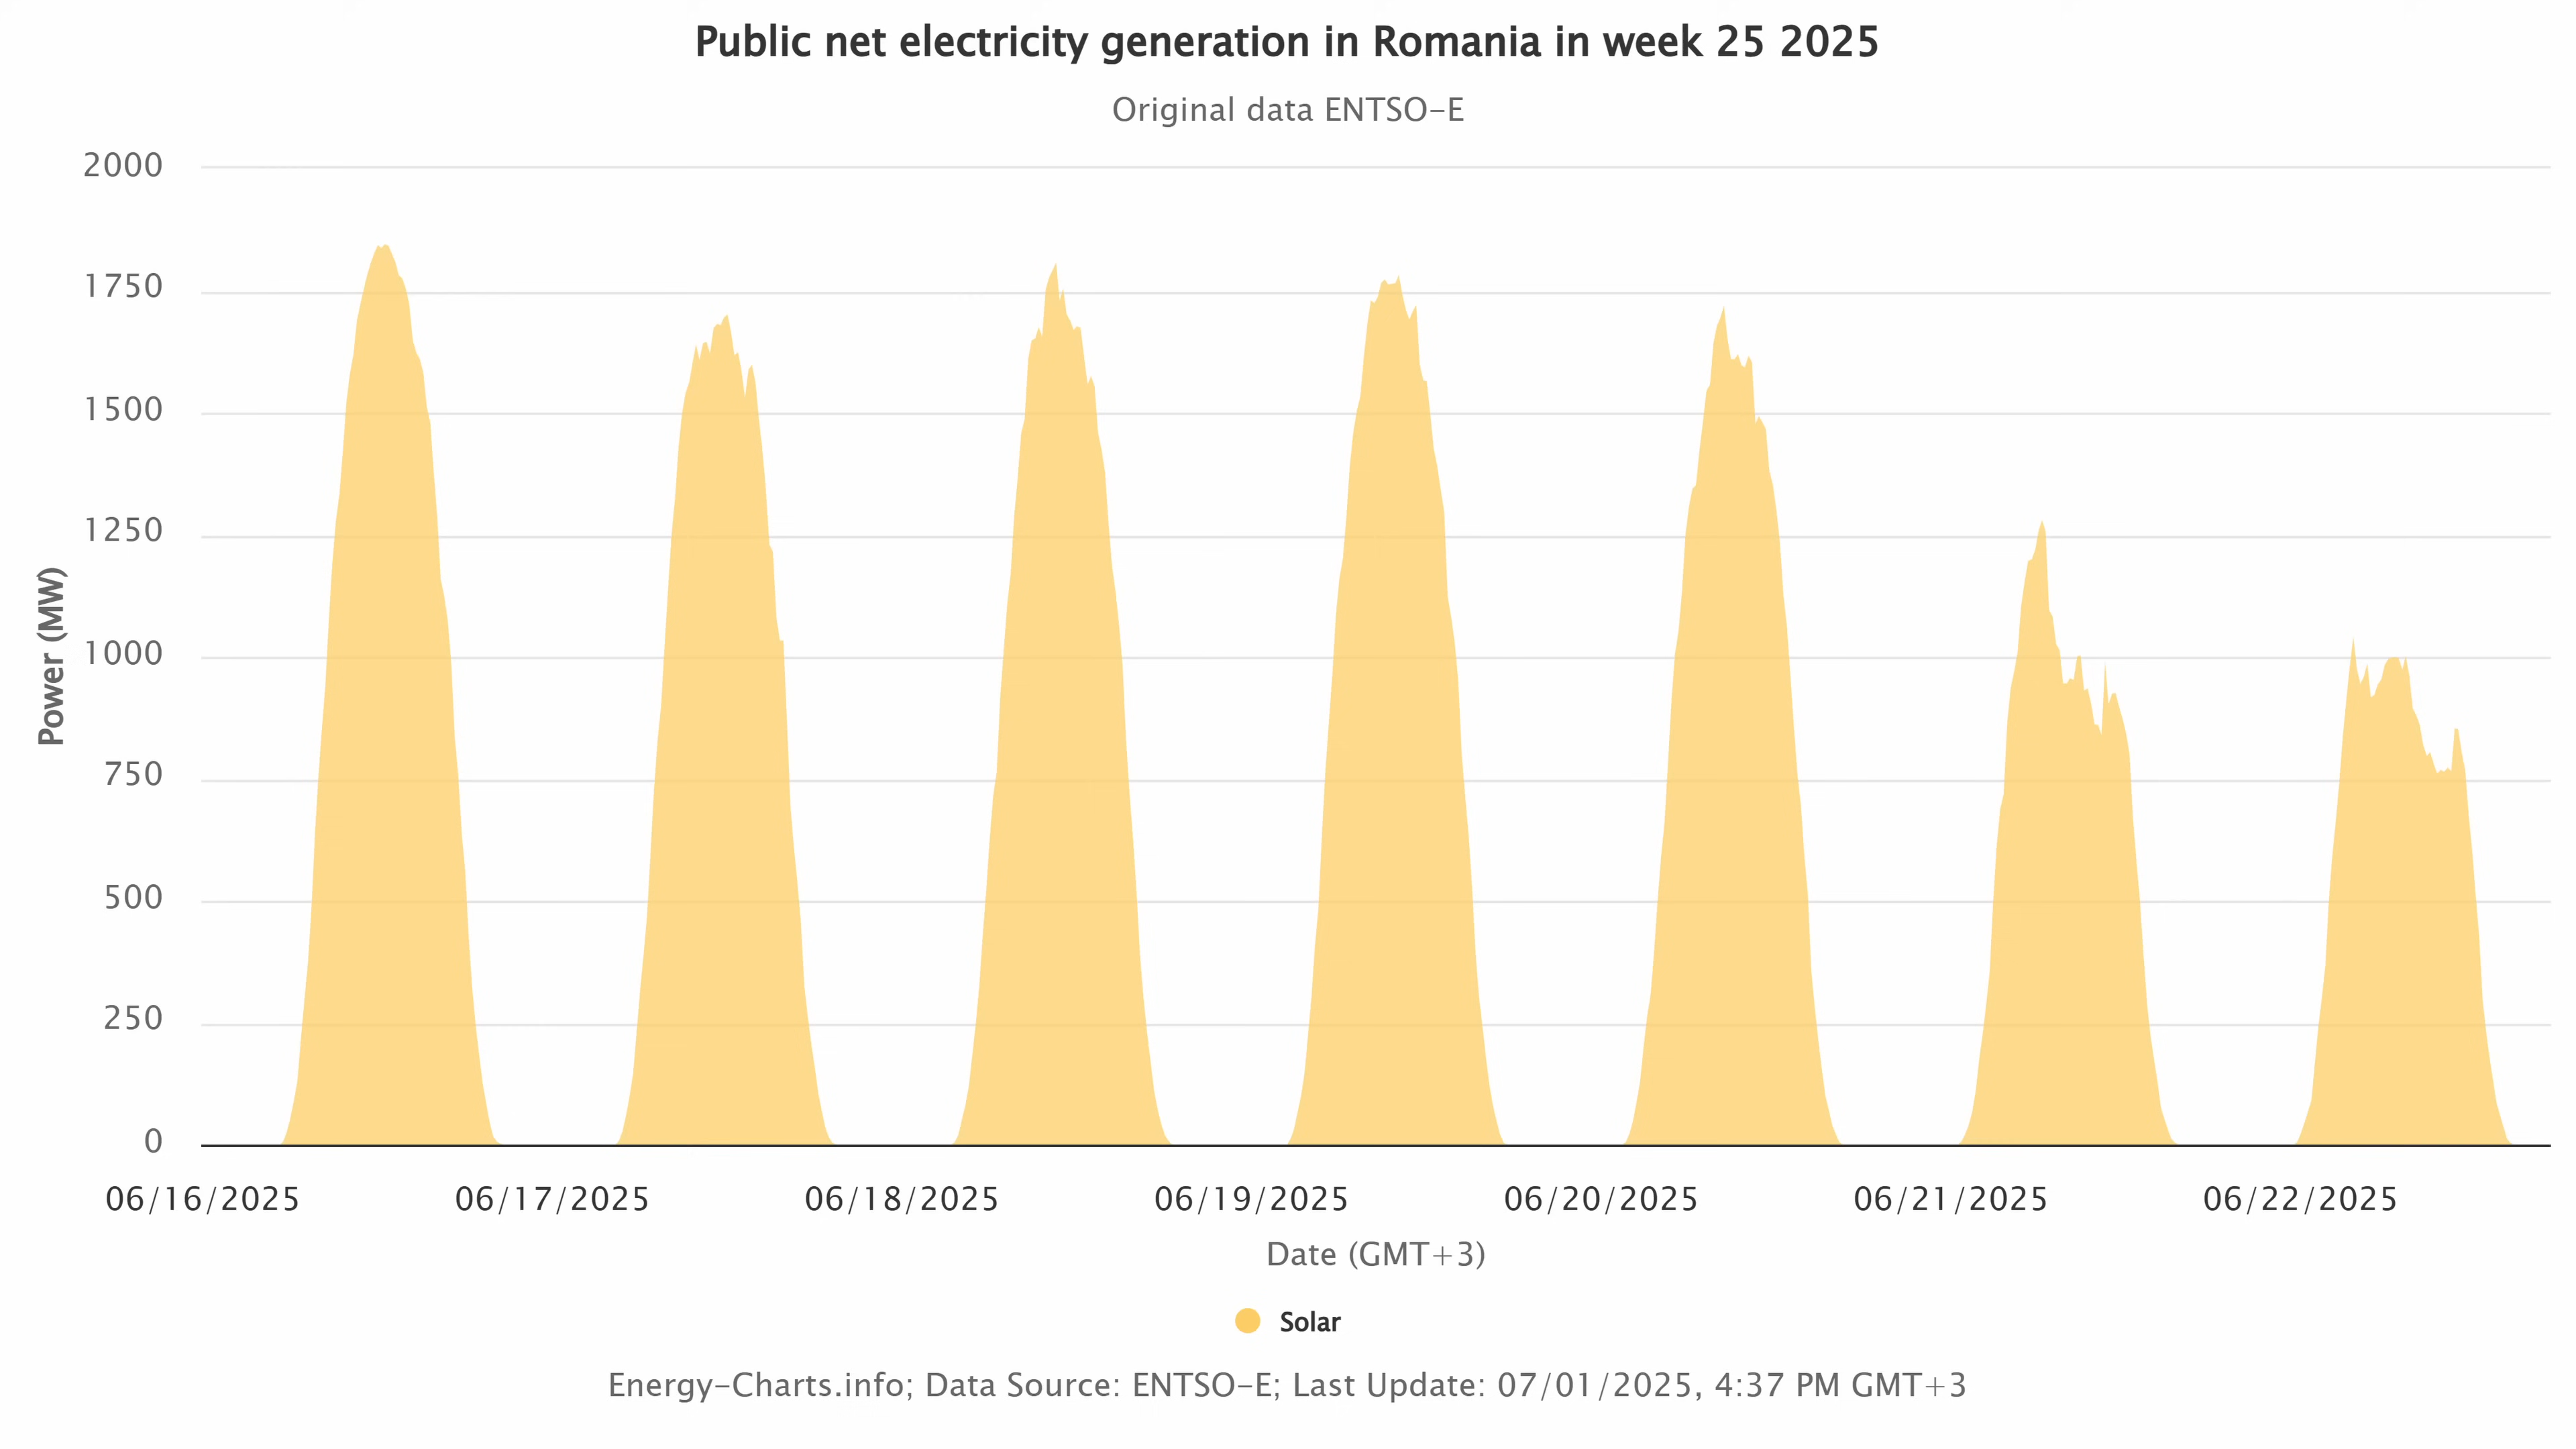 Public net electricity generation in Romania in week 25 2025
Original data ENTSO-E
Power (MW)
2000
1750
1500
1250
1000
750
500
250
0
06/16/2025 06/17/2025 06/18/2025 06/19/2025 06/20/2025 06/21/2025 06/22/2025
Date (GMT+3)
Solar
Energy-Charts.info; Data Source: ENTSO-E; Last Update: 07/01/2025, 4:37 PM GMT+3